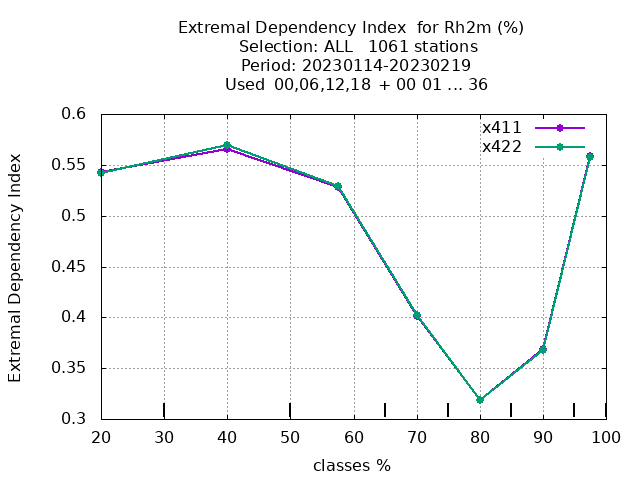 Extremal Dependency Index  for Rh2m (%)
Selection: ALL   1061 stations
Period: 20230114-20230219
Used  00,06,12,18  + 00 01 ... 36
x411
x422
0.6
0.55
0.5
0.45
0.4
0.35
0.3
Extremal Dependency Index
20 30 40 50 60 70 80 90 100
classes %